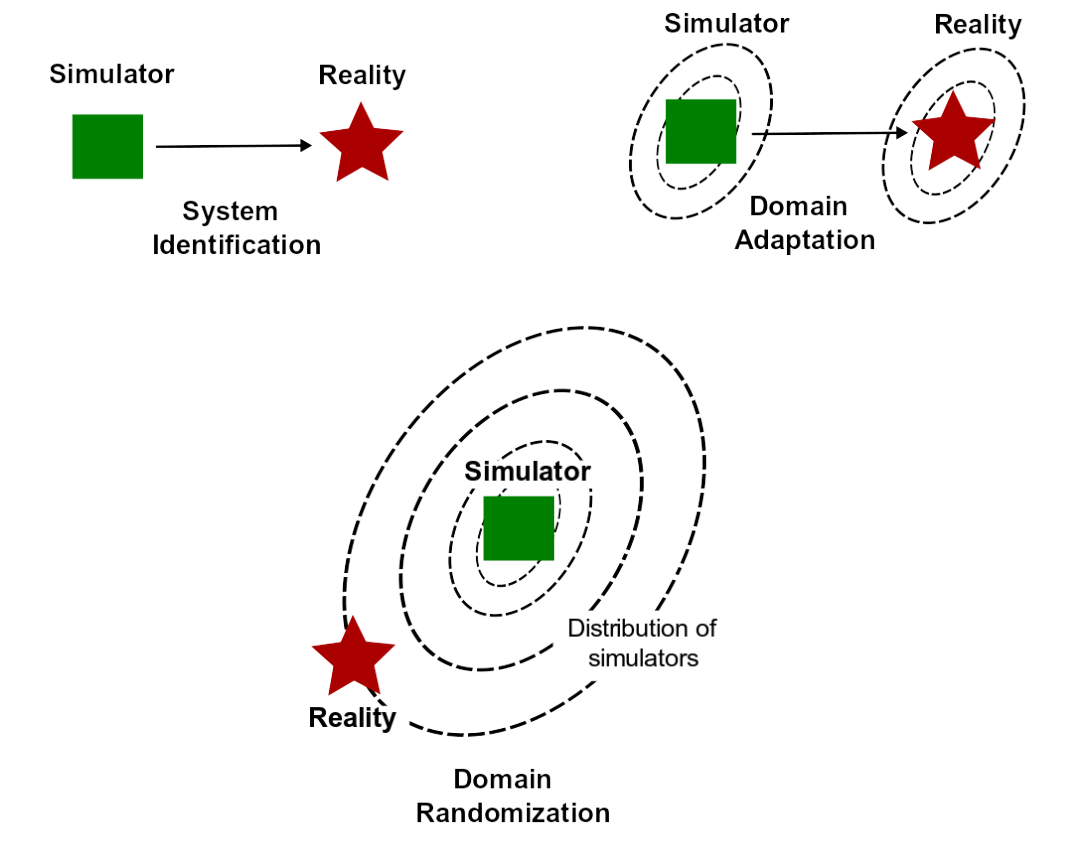 Simulator
Reality
System
Identification
Simulator
Reality
Domain
Adaptation
Simulator
Distribution of
simulators
Reality
Domain
Randomization